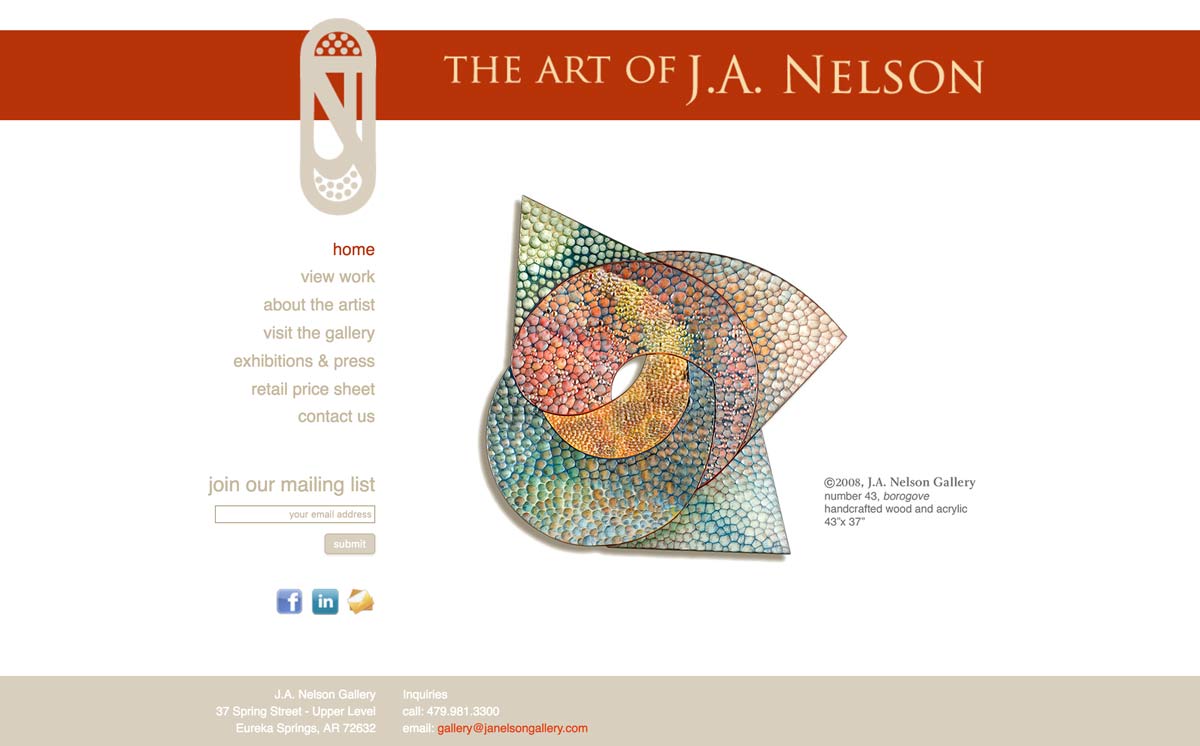 THE ART OF J.A. NELSON
home
view work
about the artist
visit the gallery
exhibitions & press
retail price sheet
contact us
join our mailing list
your email address
submit
f
in
©2008, J.A. Nelson Gallery
number 43, borogove
handcrafted wood and acrylic
43"x 37"
J.A. Nelson Gallery
37 Spring Street - Upper Level
Eureka Springs, AR 72632
Inquiries
call: 479.981.3300
email: gallery@janelsongallery.com